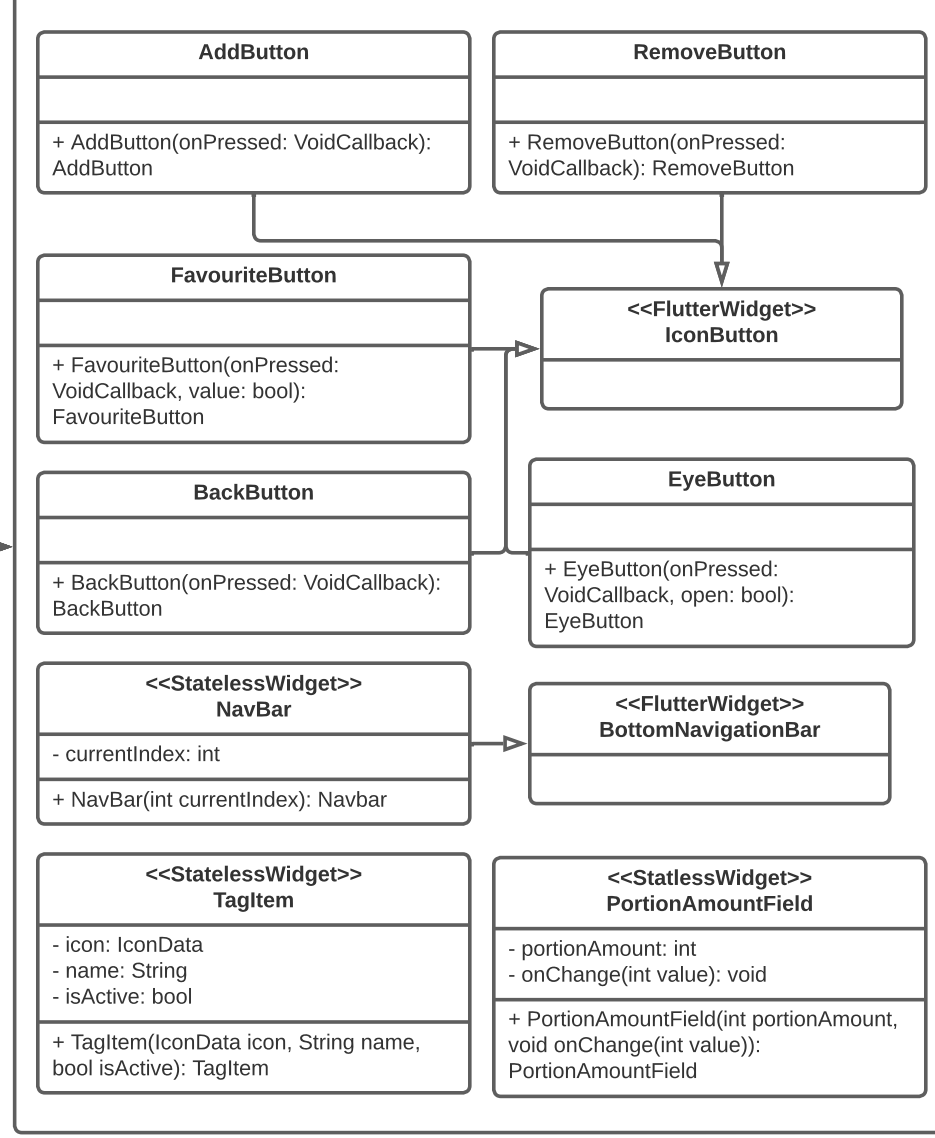 AddButton
+ AddButton(onPressed: VoidCallback):
AddButton
RemoveButton
+ RemoveButton(onPressed:
VoidCallback): RemoveButton
FavouriteButton
+ FavouriteButton(onPressed:
VoidCallback, value: bool):
FavouriteButton
<<FlutterWidget>>
IconButton
BackButton
+ BackButton(onPressed: VoidCallback):
BackButton
EyeButton
+ EyeButton(onPressed:
VoidCallback, open: bool):
EyeButton
<<StatelessWidget>>
NavBar
- currentIndex: int
+ NavBar(int currentIndex): Navbar
<<FlutterWidget>>
BottomNavigationBar
<<StatelessWidget>>
TagItem
- icon: IconData
- name: String
- isActive: bool
+ TagItem(IconData icon, String name,
bool isActive): TagItem
<<StatlessWidget>>
PortionAmountField
- portionAmount: int
- onChange(int value): void
+ PortionAmountField(int portionAmount,
void onChange(int value)):
PortionAmountField